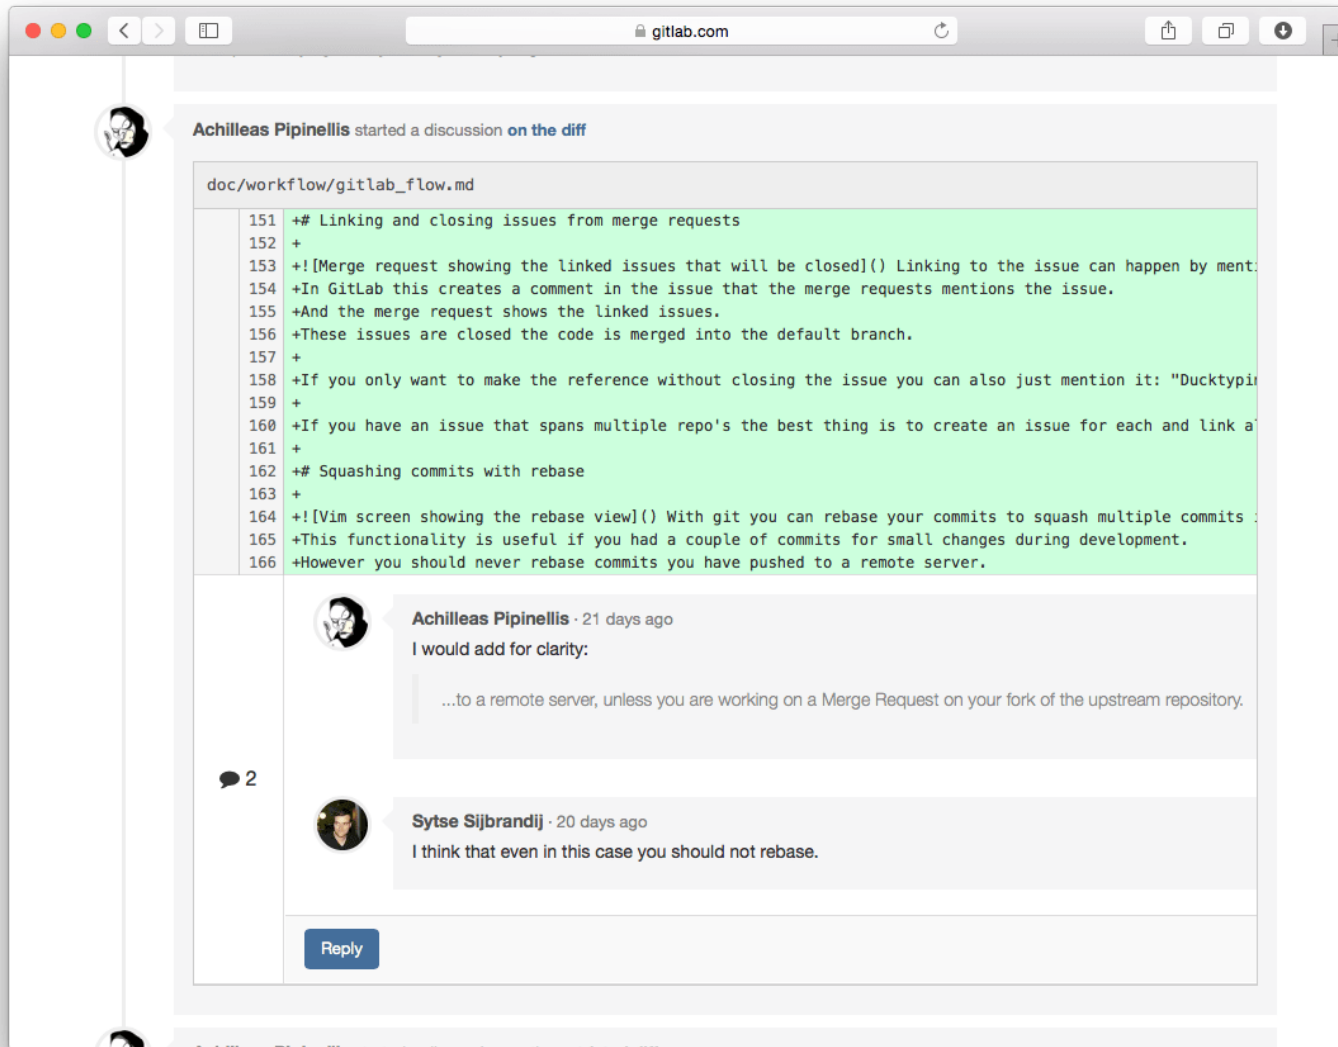 gitlab.com
Achilleas Pipinellis started a discussion on the diff
doc/workflow/gitlab_flow.md
151 +# Linking and closing issues from merge requests
152 +
153 +![Merge request showing the linked issues that will be closed]() Linking to the issue can happen by
154 +In GitLab this creates a comment in the issue that the merge requests mentions the issue.
155 +And the merge request shows the linked issues.
156 +These issues are closed the code is merged into the default branch.
157 +
158 +If you only want to make the reference without closing the issue you can also just mention it:
159 +
160 +If you have an issue that spans multiple repo's the best thing is to create an issue for each and link
161 +
162 +# Squashing commits with rebase
163 +
164 +![Vim screen showing the rebase view]() With git you can rebase your commits to squash multiple commits
165 +This functionality is useful if you had a couple of commits for small changes during development.
166 +However you should never rebase commits you have pushed to a remote server.
Achilleas Pipinellis · 21 days ago
I would add for clarity:
...to a remote server, unless you are working on a Merge Request on your fork of the upstream repository.
2
Sytse Sijbrandij · 20 days ago
I think that even in this case you should not rebase.
Reply